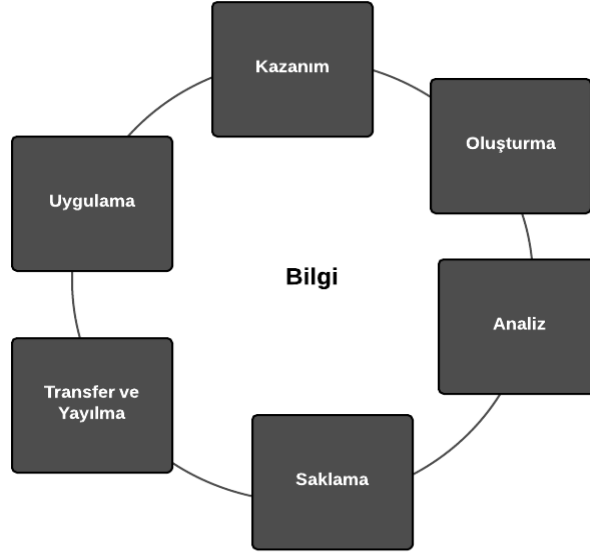 Kazanım
Oluşturma
Uygulama
Bilgi
Analiz
Transfer ve
Yayılma
Saklama